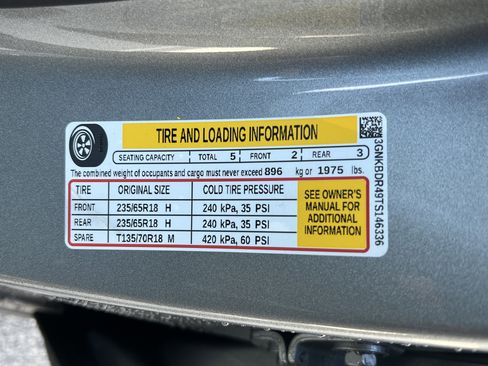 TIRE AND LOADING INFORMATION
SEATING CAPACITY TOTAL 5 FRONT 2 REAR 3
The combined weight of occupants and cargo must never exceed 896 kg or 1975 lbs.
TIRE ORIGINAL SIZE COLD TIRE PRESSURE
FRONT 235/65R18 H 240 kPa, 35 PSI
REAR 235/65R18 H 240 kPa, 35 PSI
SPARE T135/70R18 M 420 kPa, 60 PSI
SEE OWNER'S
MANUAL FOR
ADDITIONAL
INFORMATION
3GNKBDR49TS146336